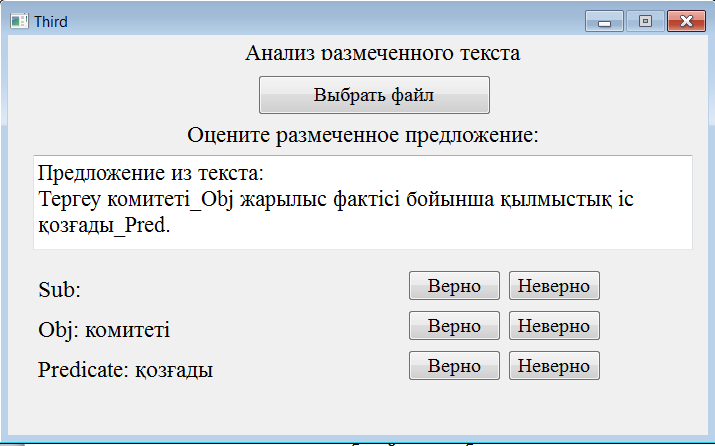 Third
Анализ размеченного текста
Выбрать файл
Оцените размеченное предложение:
Предложение из текста:
Тергеу комитеті_Obj жарылыс фактісі бойынша қылмыстық іс
қозғады_Pred.
Sub:
Верно Неверно
Obj: комитеті
Верно Неверно
Predicate: қозғады
Верно Неверно